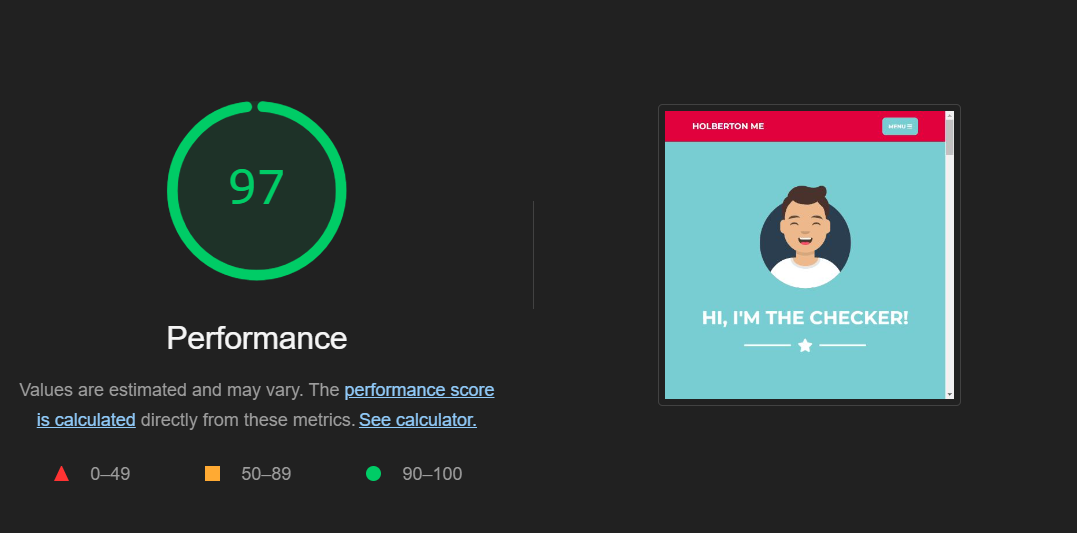 97
Performance
Values are estimated and may vary. The performance score
is calculated directly from these metrics. See calculator.
0–49
50–89
90–100
HOLBERTON ME
MENU
HI, I'M THE CHECKER!